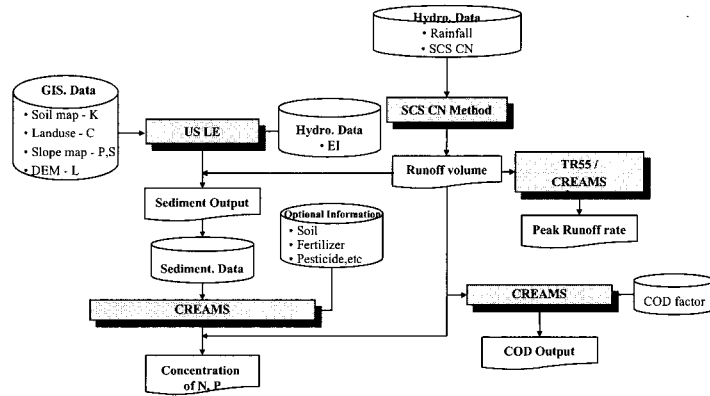 Hydro. Data
• Rainfall
• SCS CN
GIS. Data
• Soil map - K
• Landuse - C
• Slope map - P,S
• DEM - L
US LE
Hydro. Data
• EI
SCS CN Method
Runoff volume
TR55 /
CREAMS
Sediment Output
Optional Information
• Soil
• Fertilizer
• Pesticide,etc
Peak Runoff rate
Sediment. Data
CREAMS
CREAMS
COD factor
COD Output
Concentration
of N, P